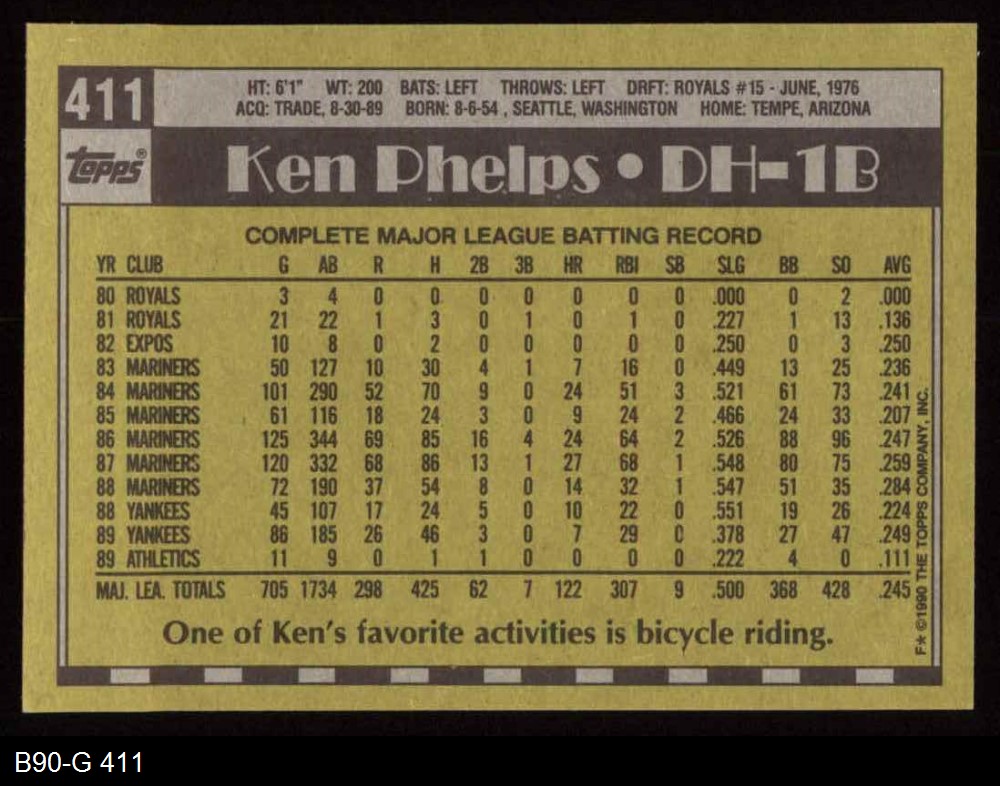 411
HT: 6'1" WT: 200 BATS: LEFT THROWS: LEFT DRFT: ROYALS #15 - JUNE, 1976
ACQ: TRADE, 8-30-89 BORN: 8-6-54 , SEATTLE, WASHINGTON HOME: TEMPE, ARIZONA
topps®
Ken Phelps • DH-1B
COMPLETE MAJOR LEAGUE BATTING RECORD
YR CLUB G AB R H 2B 3B HR RBI SB SLG BB SO AVG
80 ROYALS 3 4 0 0 0 0 0 0 0 .000 0 2 .000
81 ROYALS 21 22 1 3 0 1 0 1 0 .227 1 13 .136
82 EXPOS 10 8 0 2 0 0 0 0 0 .250 0 3 .250
83 MARINERS 50 127 10 30 4 1 7 16 0 .449 13 25 .236
84 MARINERS 101 290 52 70 9 0 24 51 3 .521 61 73 .241
85 MARINERS 61 116 18 24 3 0 9 24 2 .466 24 33 .207
86 MARINERS 125 344 69 85 16 4 24 64 2 .526 88 96 .247
87 MARINERS 120 332 68 86 13 1 27 68 1 .548 80 75 .259
88 MARINERS 72 190 37 54 8 0 14 32 1 .547 51 35 .284
88 YANKEES 45 107 17 24 5 0 10 22 0 .551 19 26 .224
89 YANKEES 86 185 26 46 3 0 7 29 0 .378 27 47 .249
89 ATHLETICS 11 9 0 1 1 0 0 0 0 .222 4 0 .111
MAJ. LEA. TOTALS 705 1734 298 425 62 7 122 307 9 .500 368 428 .245
One of Ken's favorite activities is bicycle riding.
F* ©1990 THE TOPPS COMPANY, INC.
B90-G 411